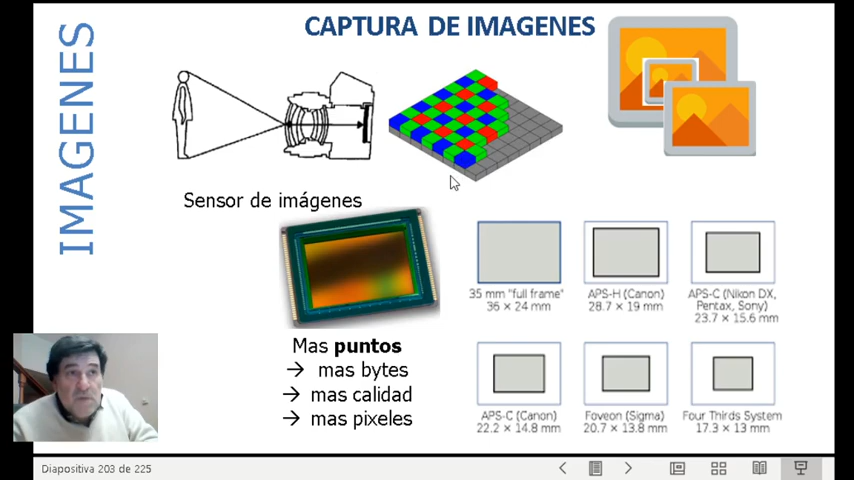 CAPTURA DE IMAGENES
IMAGENES
Sensor de imágenes
35 mm "full frame"
36 × 24 mm
APS-H (Canon)
28.7 × 19 mm
APS-C (Nikon DX,
Pentax, Sony)
23.7 × 15.6 mm
Mas puntos
→ mas bytes
→ mas calidad
→ mas pixeles
APS-C (Canon)
22.2 × 14.8 mm
Foveon (Sigma)
20.7 × 13.8 mm
Four Thirds System
17.3 × 13 mm
Diapositiva 203 de 225